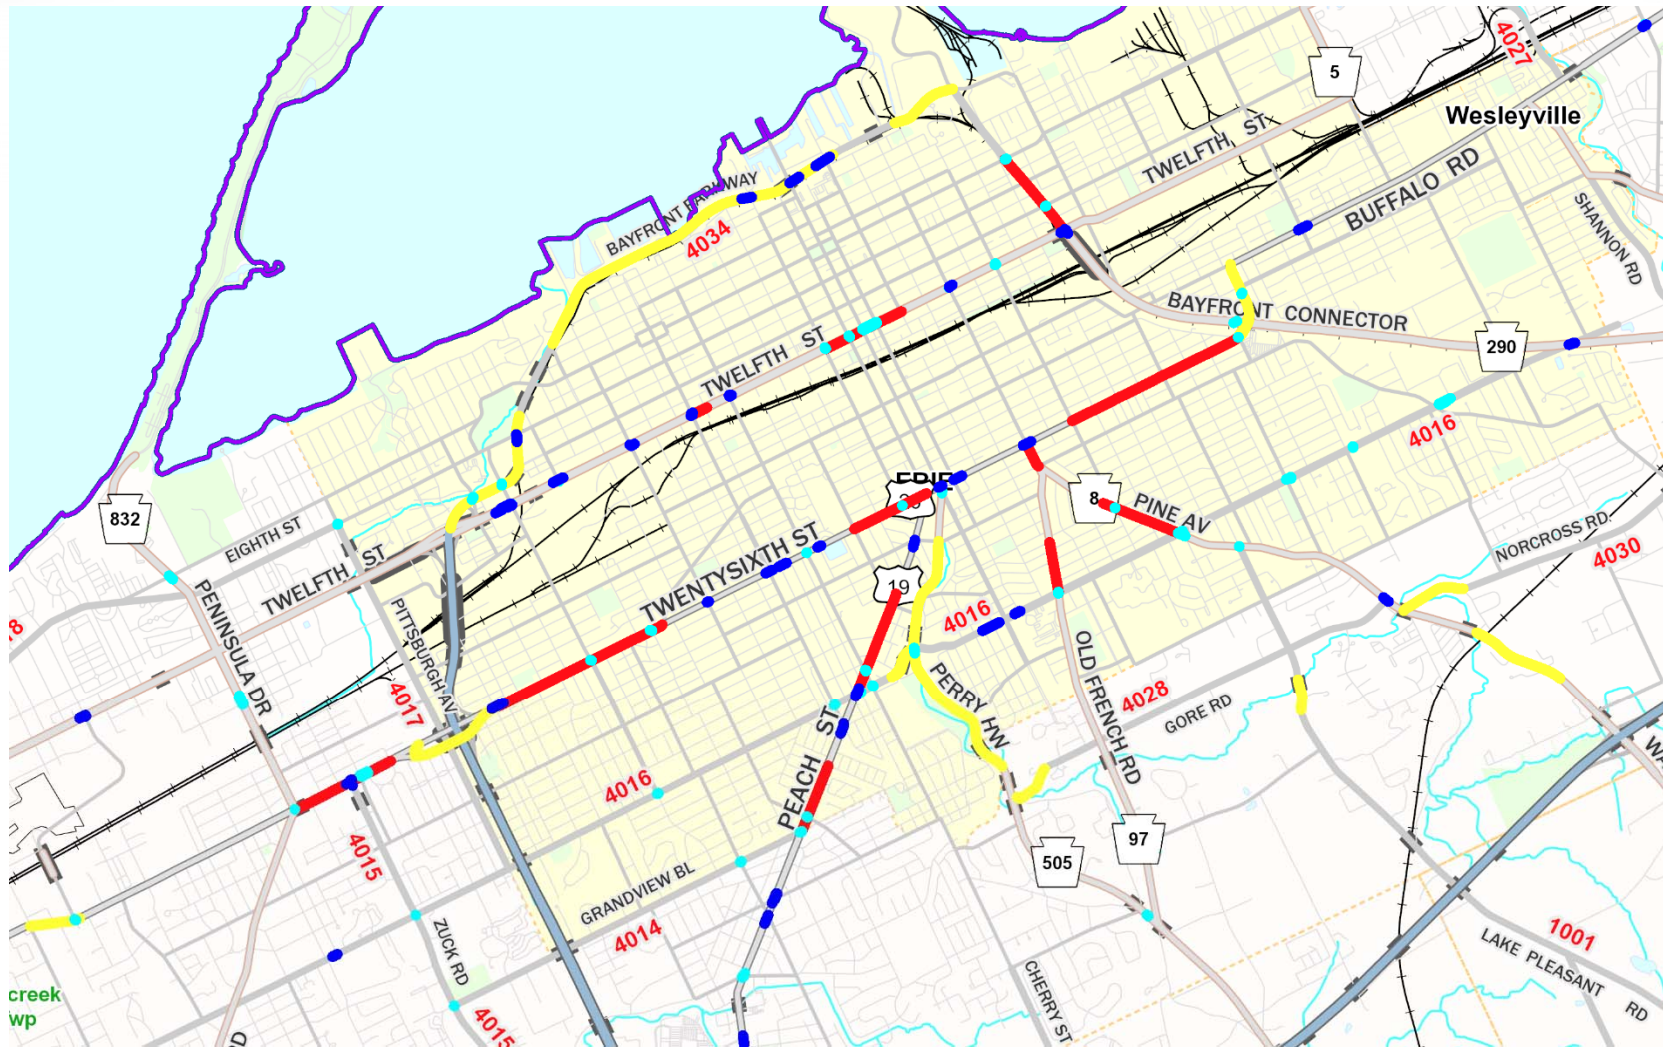 4027
5
Wesleyville
TWELFTH ST
BUFFALO RD
SHANNON RD
BAYFRONT PARKWAY
4034
BAYFRONT CONNECTOR
290
TWELFTH ST
4016
ERIE
832
8
PINE AV
EIGHTH ST
NORCROSS RD
4030
TWELFTH ST
TWENTYSIXTH ST
19
PENINSULA DR
PITTSBURGH AV
4016
OLD FRENCH RD
PERRY HW
4028
GORE RD
4017
PEACH ST
WA
4016
97
505
4015
GRANDVIEW BL
4014
ZUCK RD
1001
LAKE PLEASANT RD
CHERRY ST
creek
wp
4015
RD